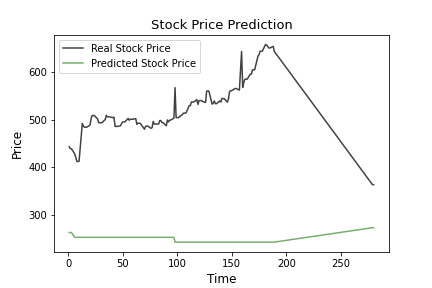 Stock Price Prediction
Real Stock Price
Predicted Stock Price
Price
600
500
400
300
0 50 100 150 200 250
Time